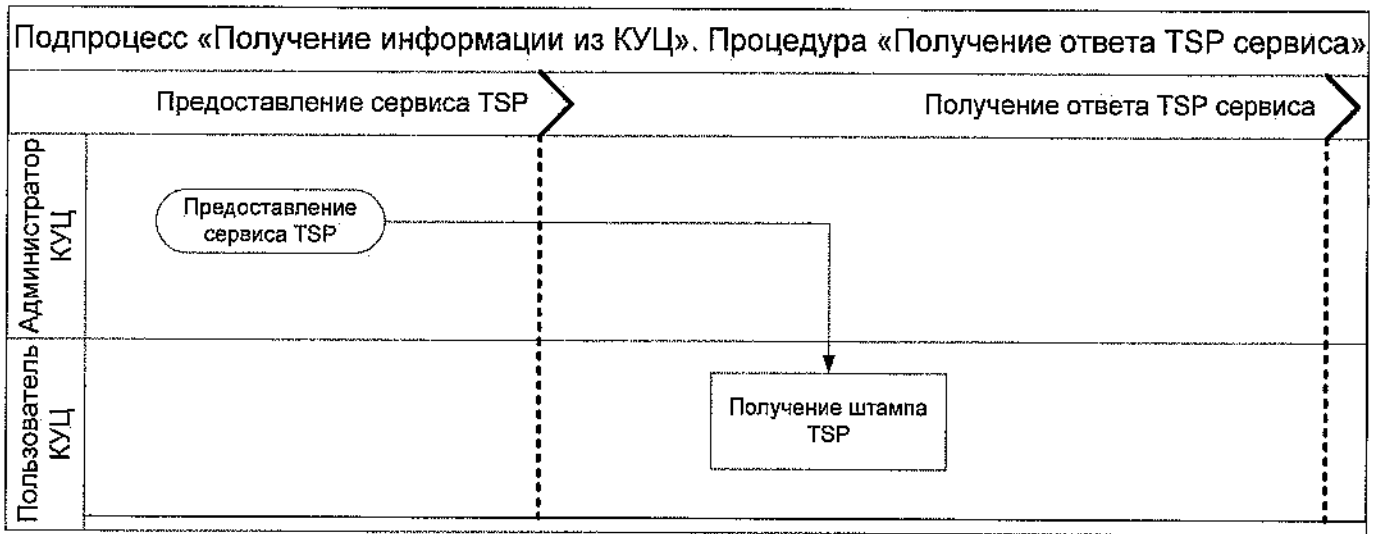 Подпроцесс «Получение информации из КУЦ». Процедура «Получение ответа TSP сервиса»
Предоставление сервиса TSP
Получение ответа TSP сервиса
Администратор
КУЦ
Предоставление
сервиса TSP
Пользователь
КУЦ
Получение штампа
TSP